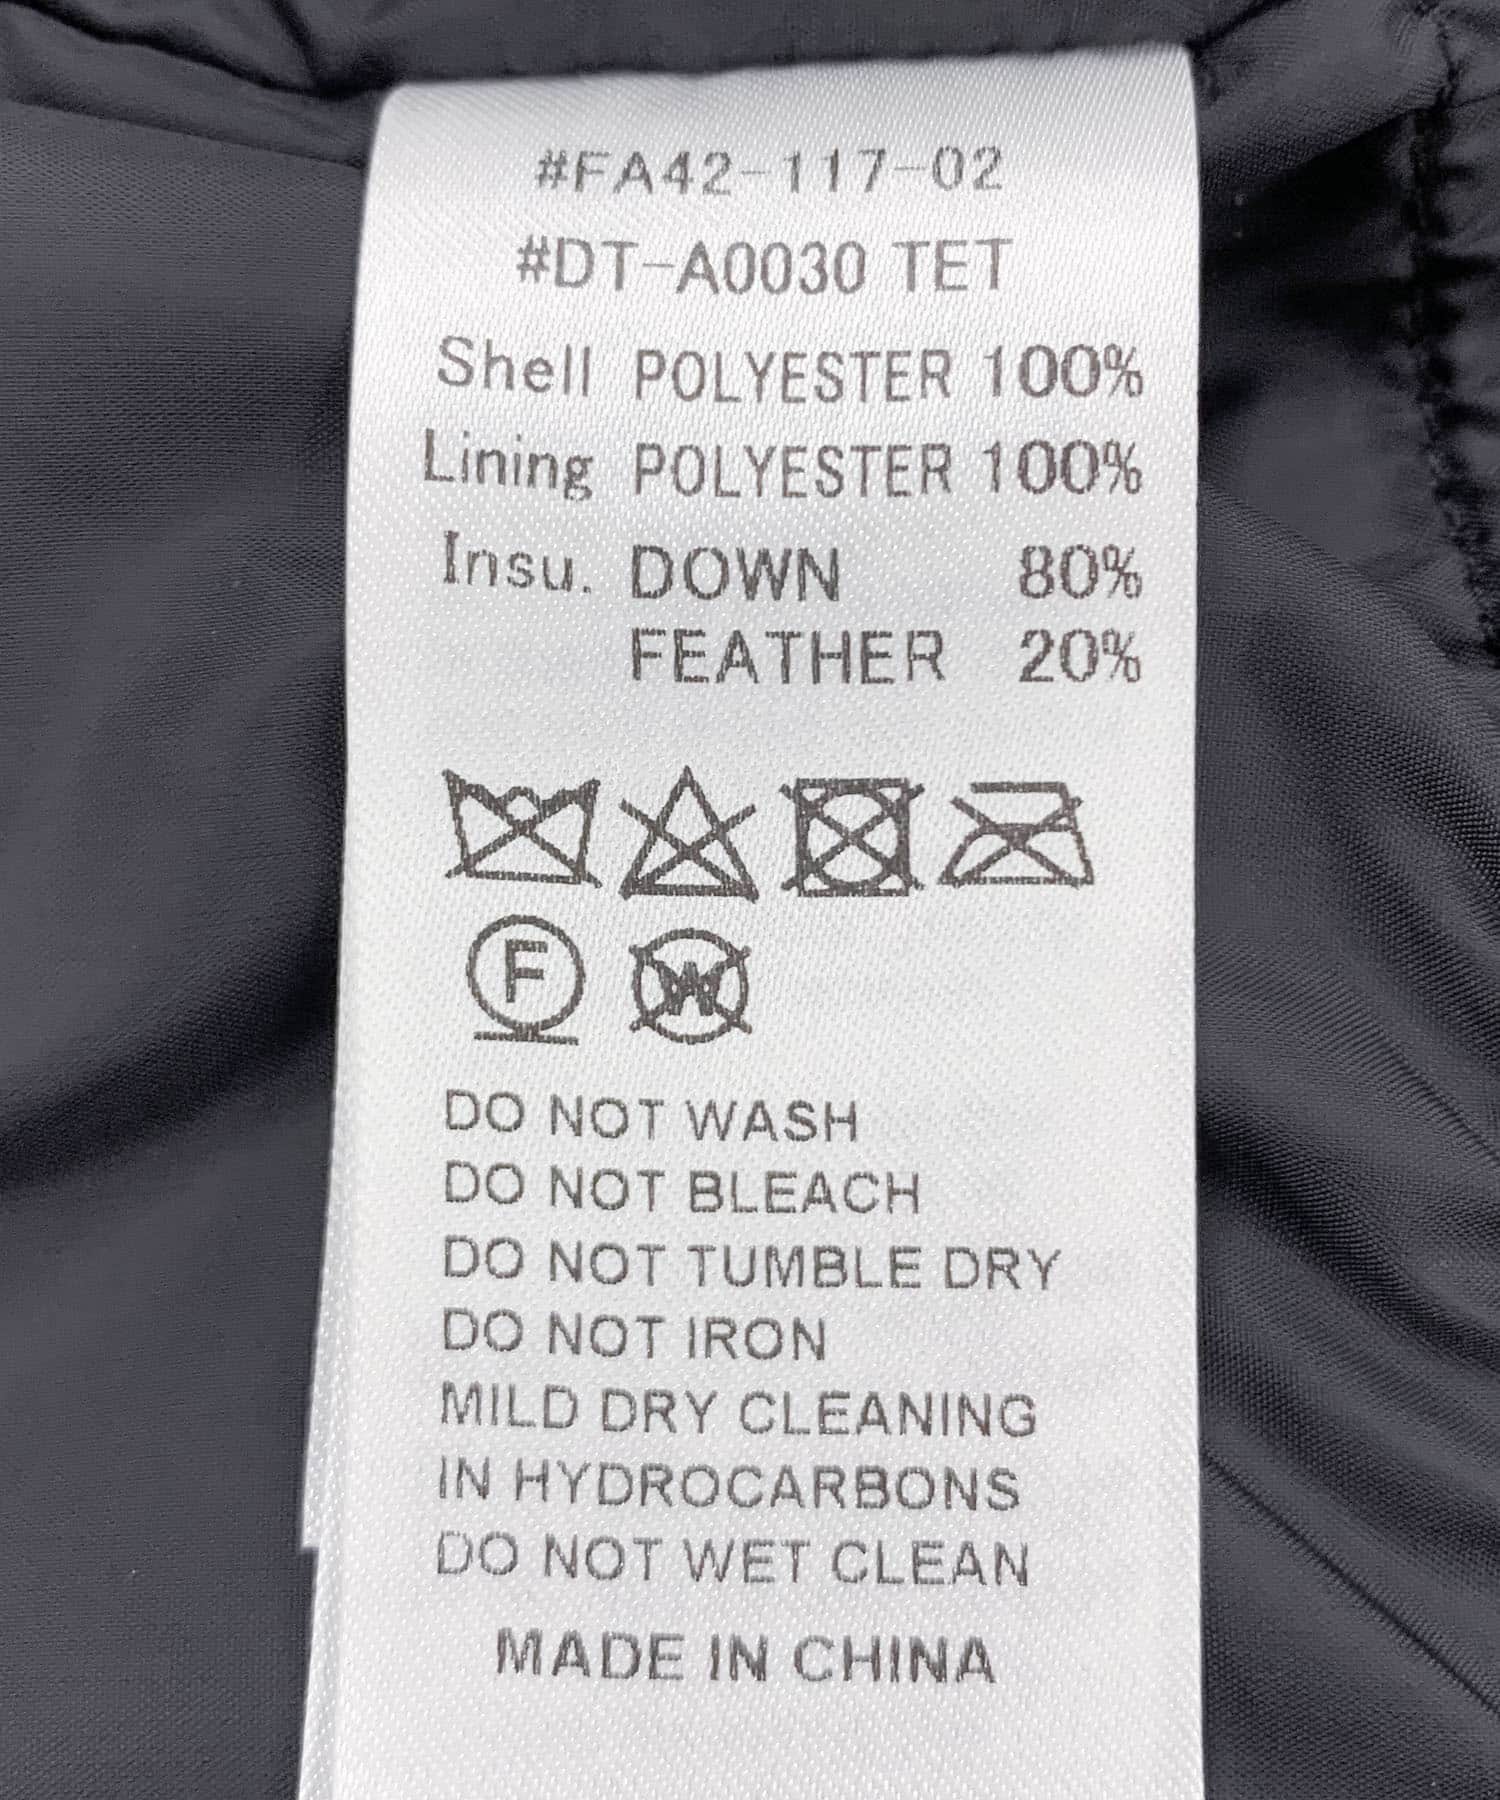 #FA42-117-02
#DT-A0030 TET
Shell POLYESTER 100%
Lining POLYESTER 100%
Insu. DOWN 80%
FEATHER 20%
F W
DO NOT WASH
DO NOT BLEACH
DO NOT TUMBLE DRY
DO NOT IRON
MILD DRY CLEANING
IN HYDROCARBONS
DO NOT WET CLEAN
MADE IN CHINA